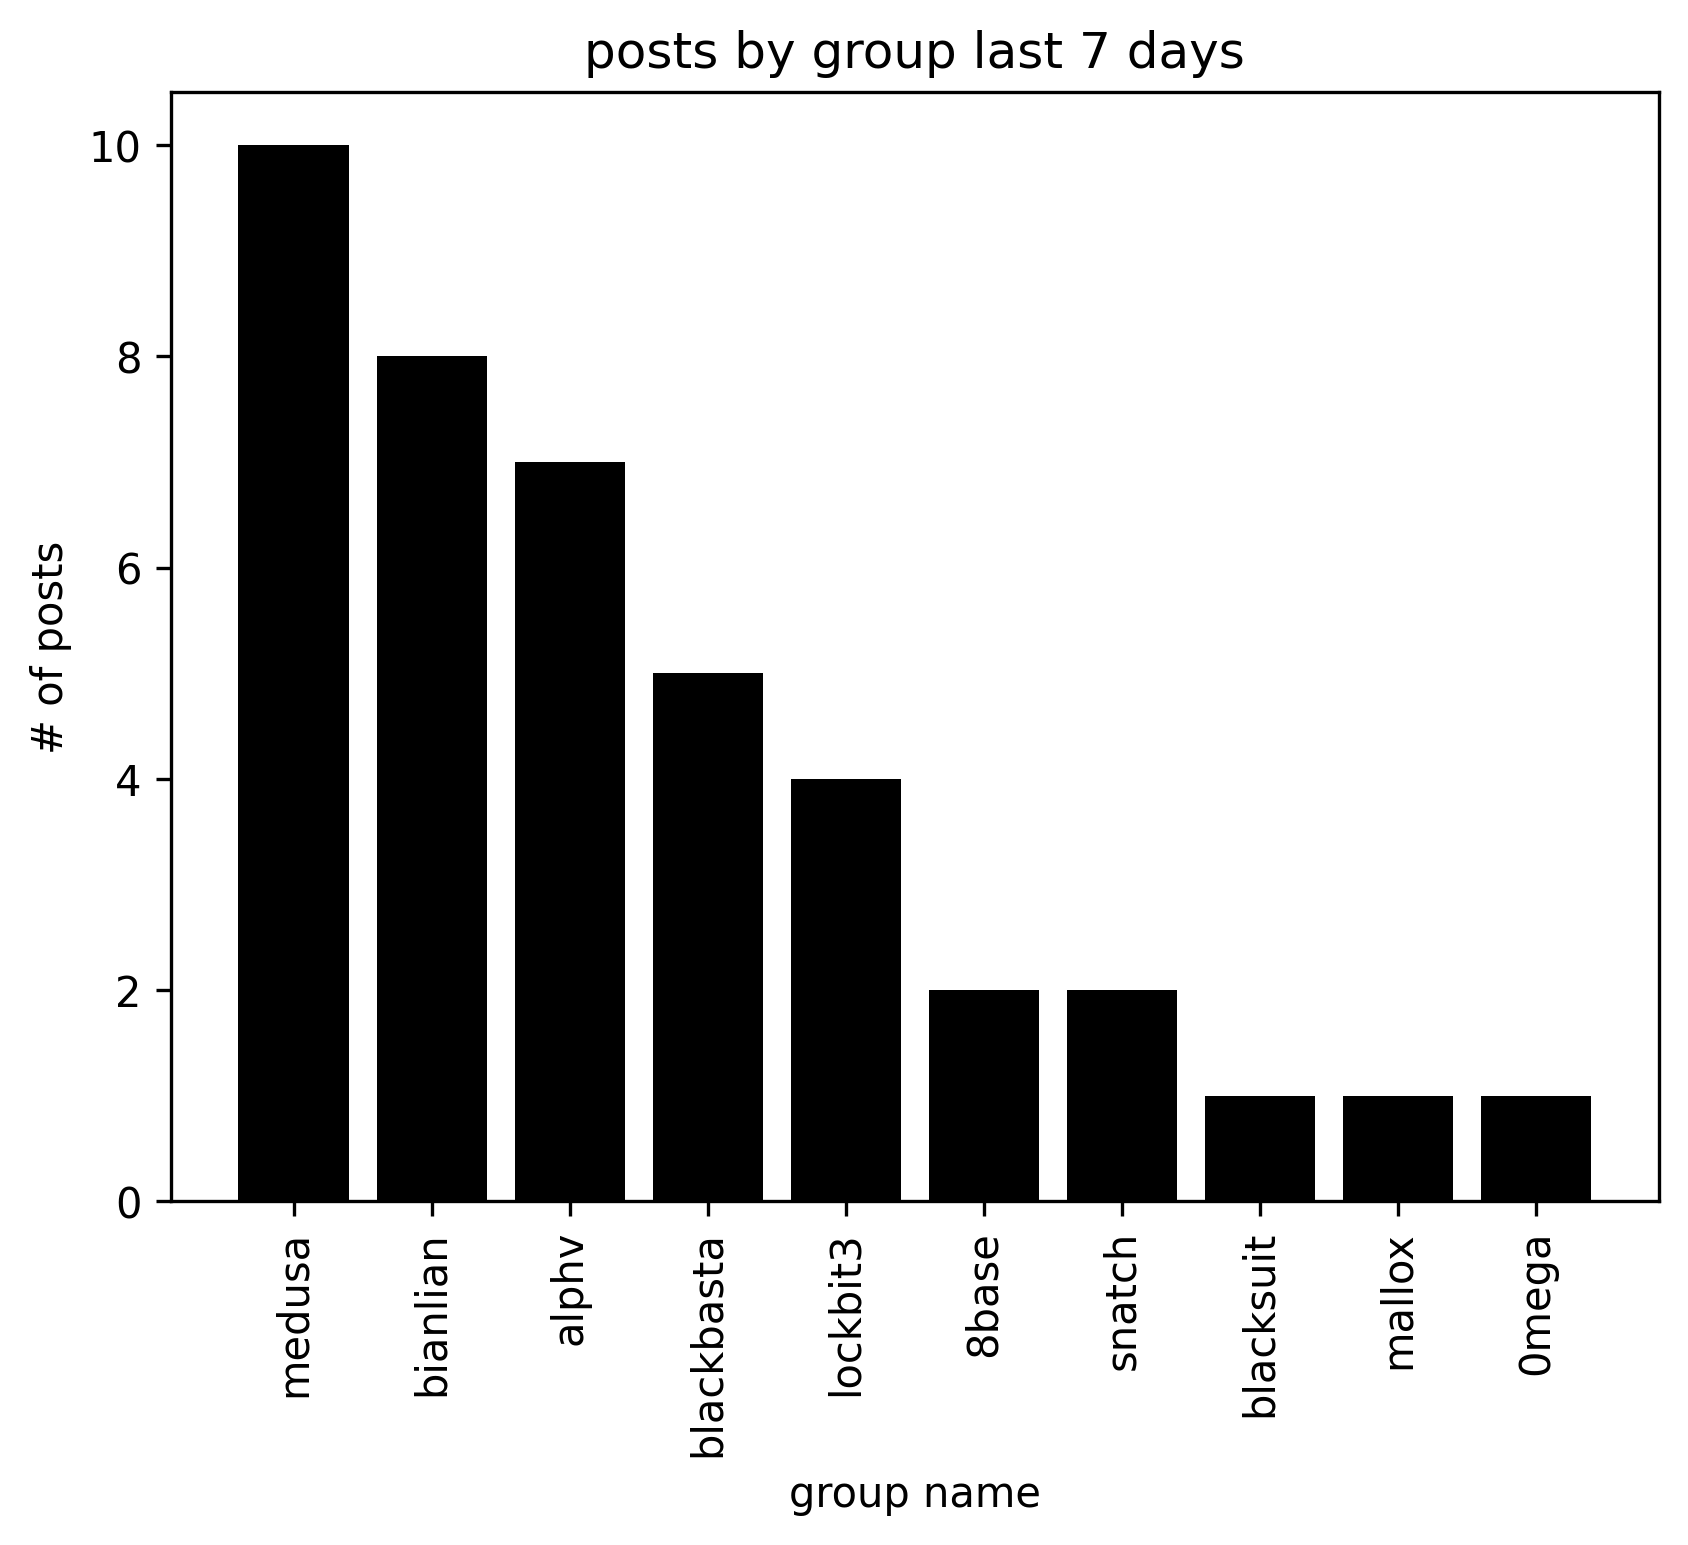 posts by group last 7 days
# of posts
10
8
6
4
2
0
medusa
bianlian
alphv
blackbasta
lockbit3
8base
snatch
blacksuit
mallox
0mega
group name